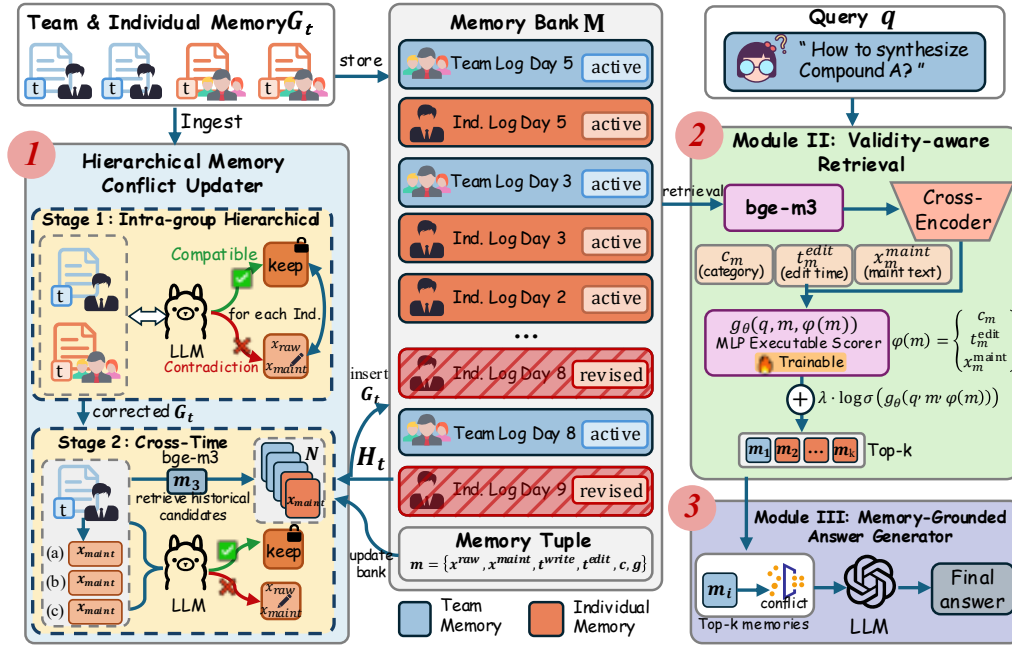 Team & Individual Memory G_t
t
t
t
t
store
Ingest
1
Hierarchical Memory
Conflict Updater
Stage 1: Intra-group Hierarchical
t
t
Compatible
keep
for each Ind.
LLM
Contradiction
x_raw
x_maint
corrected G_t
Stage 2: Cross-Time
bge-m3
t
m_3
retrieve historical
candidates
N
x_maint
(a) x_maint
(b) x_maint
(c) x_maint
LLM
keep
x_raw
x_maint
Memory Bank M
Team Log Day 5 active
Ind. Log Day 5 active
Team Log Day 3 active
Ind. Log Day 3 active
Ind. Log Day 2 active
...
Ind. Log Day 8 revised
Team Log Day 8 active
Ind. Log Day 9 revised
insert
G_t
H_t
update
bank
Memory Tuple
m = {x^raw, x^maint, t^write, t^edit, c, g}
Team
Memory
Individual
Memory
Query q
?
" How to synthesize
Compound A? "
2
Module II: Validity-aware
Retrieval
retrieval
bge-m3
Cross-
Encoder
c_m
(category)
t_m^edit
(edit time)
x_m^maint
(maint text)
g_θ(q, m, φ(m))
MLP Executable Scorer
Trainable
φ(m) = { c_m
t_m^edit
x_m^maint }
+ λ · log σ (g_θ(q, m, φ(m)))
m_1 m_2 ... m_k Top-k
3
Module III: Memory-Grounded
Answer Generator
m_i
conflict
Top-k memories
LLM
Final
answer